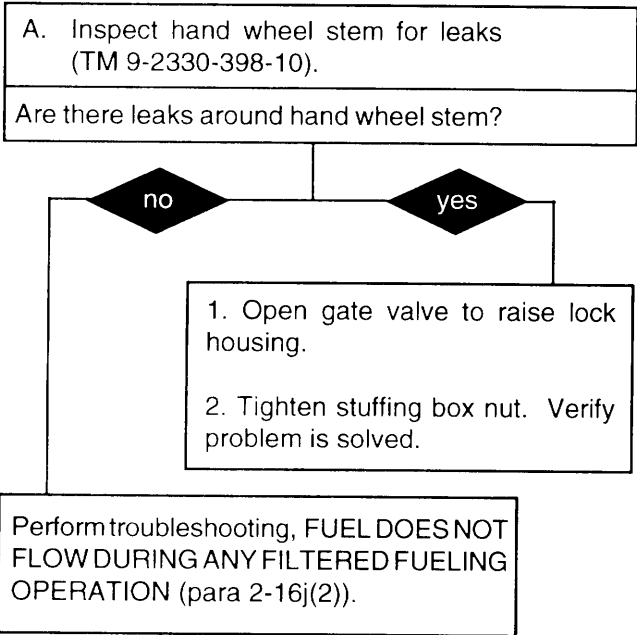 A. Inspect hand wheel stem for leaks
(TM 9-2330-398-10).
Are there leaks around hand wheel stem?
no
yes
1. Open gate valve to raise lock
housing.
2. Tighten stuffing box nut. Verify
problem is solved.
Perform troubleshooting, FUEL DOES NOT
FLOW DURING ANY FILTERED FUELING
OPERATION (para 2-16j(2)).